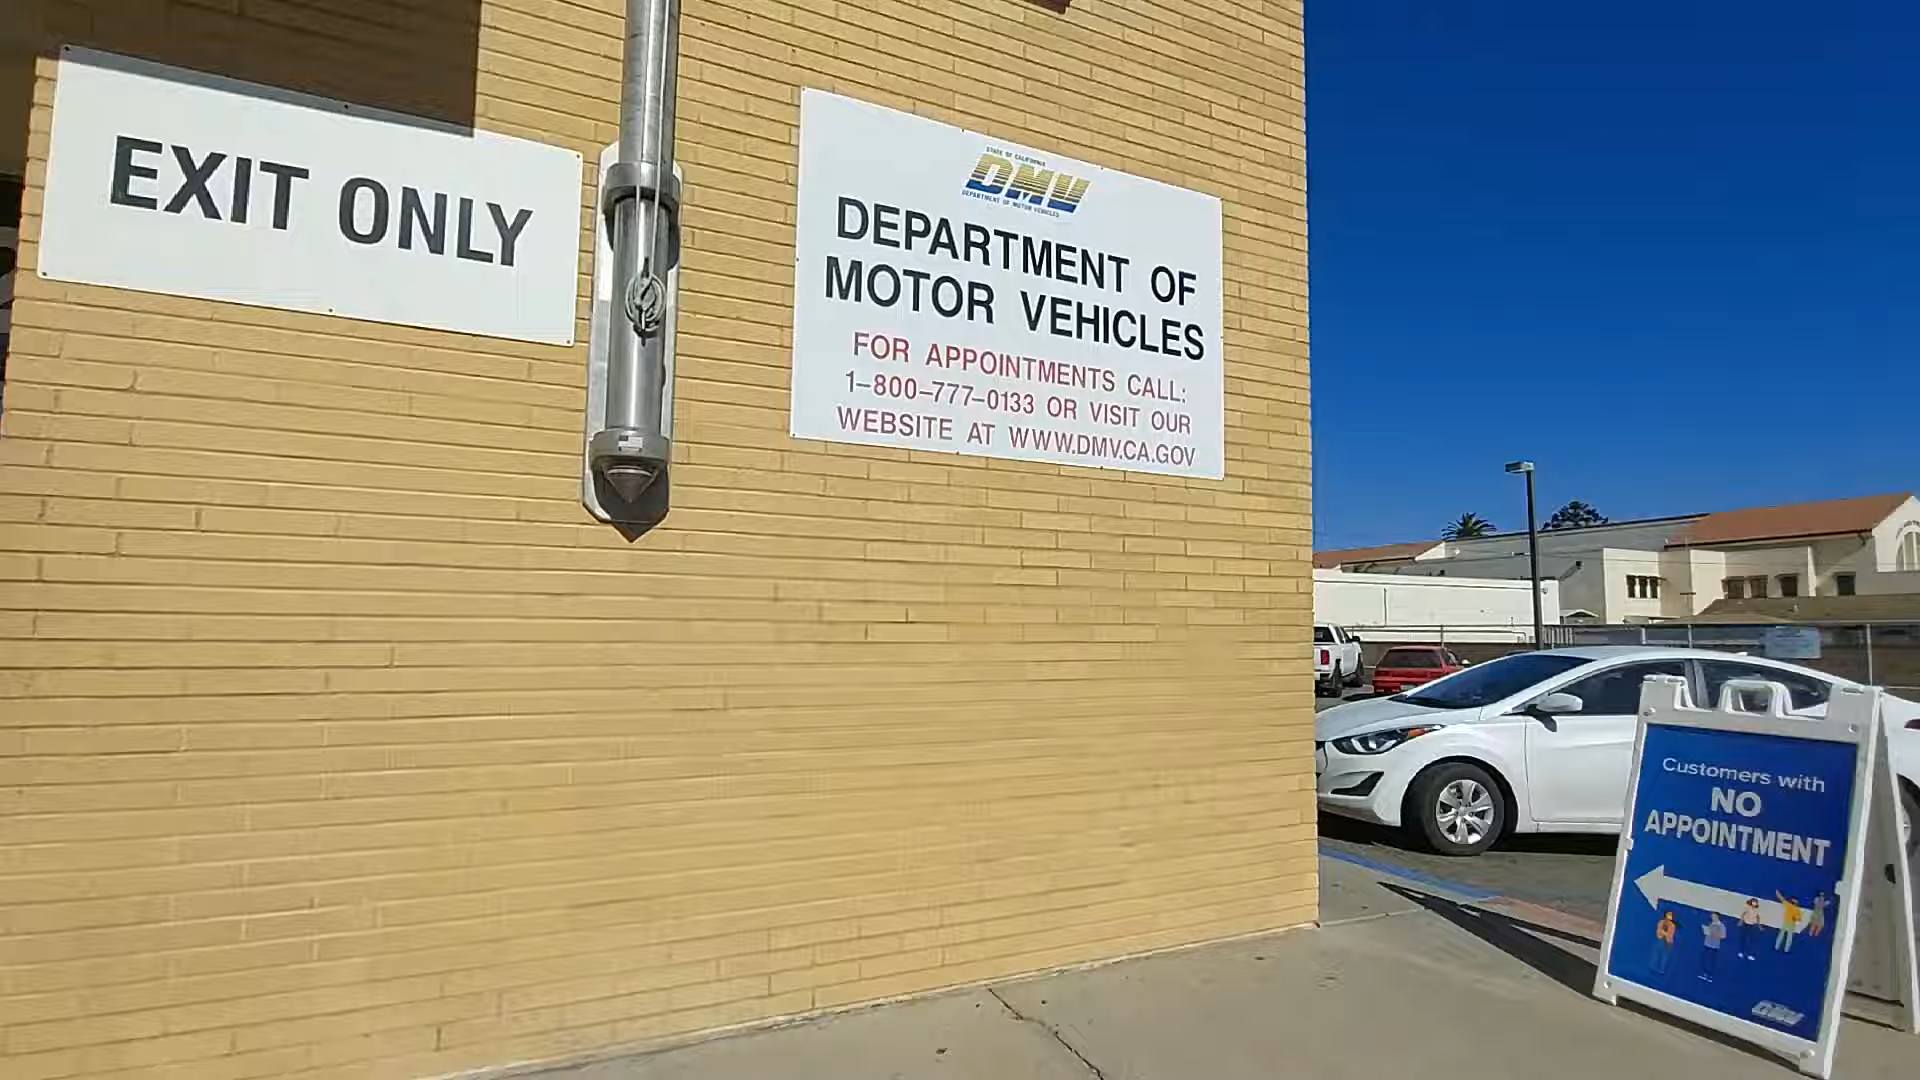 EXIT ONLY
STATE OF CALIFORNIA
DMV
DEPARTMENT OF MOTOR VEHICLES
DEPARTMENT OF
MOTOR VEHICLES
FOR APPOINTMENTS CALL:
1–800–777–0133 OR VISIT OUR
WEBSITE AT WWW.DMV.CA.GOV
Customers with
NO
APPOINTMENT
DMV